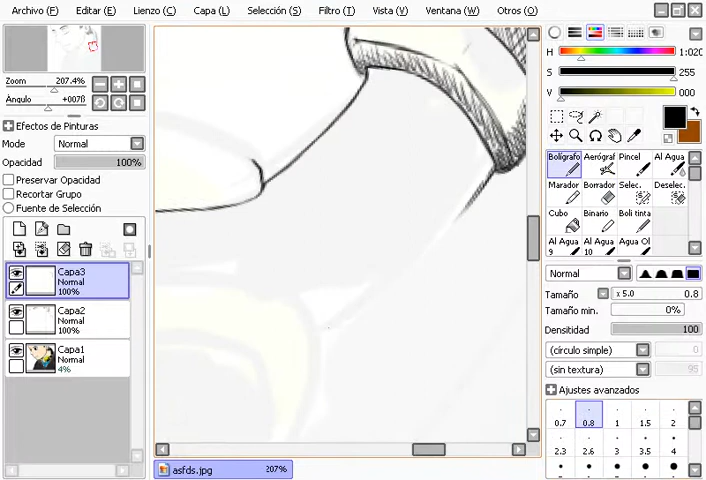 Archivo (F) Editar (E) Lienzo (C) Capa (L) Selección (S) Filtro (T) Vista (V) Ventana (W) Otros (O)
Zoom 207.4%
Ángulo
Efectos de Pinturas
Mode Normal
Opacidad 100%
Preservar Opacidad
Recortar Grupo
Fuente de Selección
Capa3
Normal
100%
Capa2
Normal
100%
Capa1
Normal
4%
asfds.jpg 207%
H
S 255
V 000
Bolígrafo Aerógraf Pincel Al Agua
Marador Borrador Selec. Deselec.
Cubo Binario Boli tinta
Al Agua 9 Al Agua 10 Agua Ol
Normal
Tamaño x 5.0 0.8
Tamaño min. 0%
Densitidad 100
(círculo simple) 0
(sin textura) 95
Ajustes avanzados
0.7 0.8 1 1.5 2
2.3 2.6 3 3.5 4